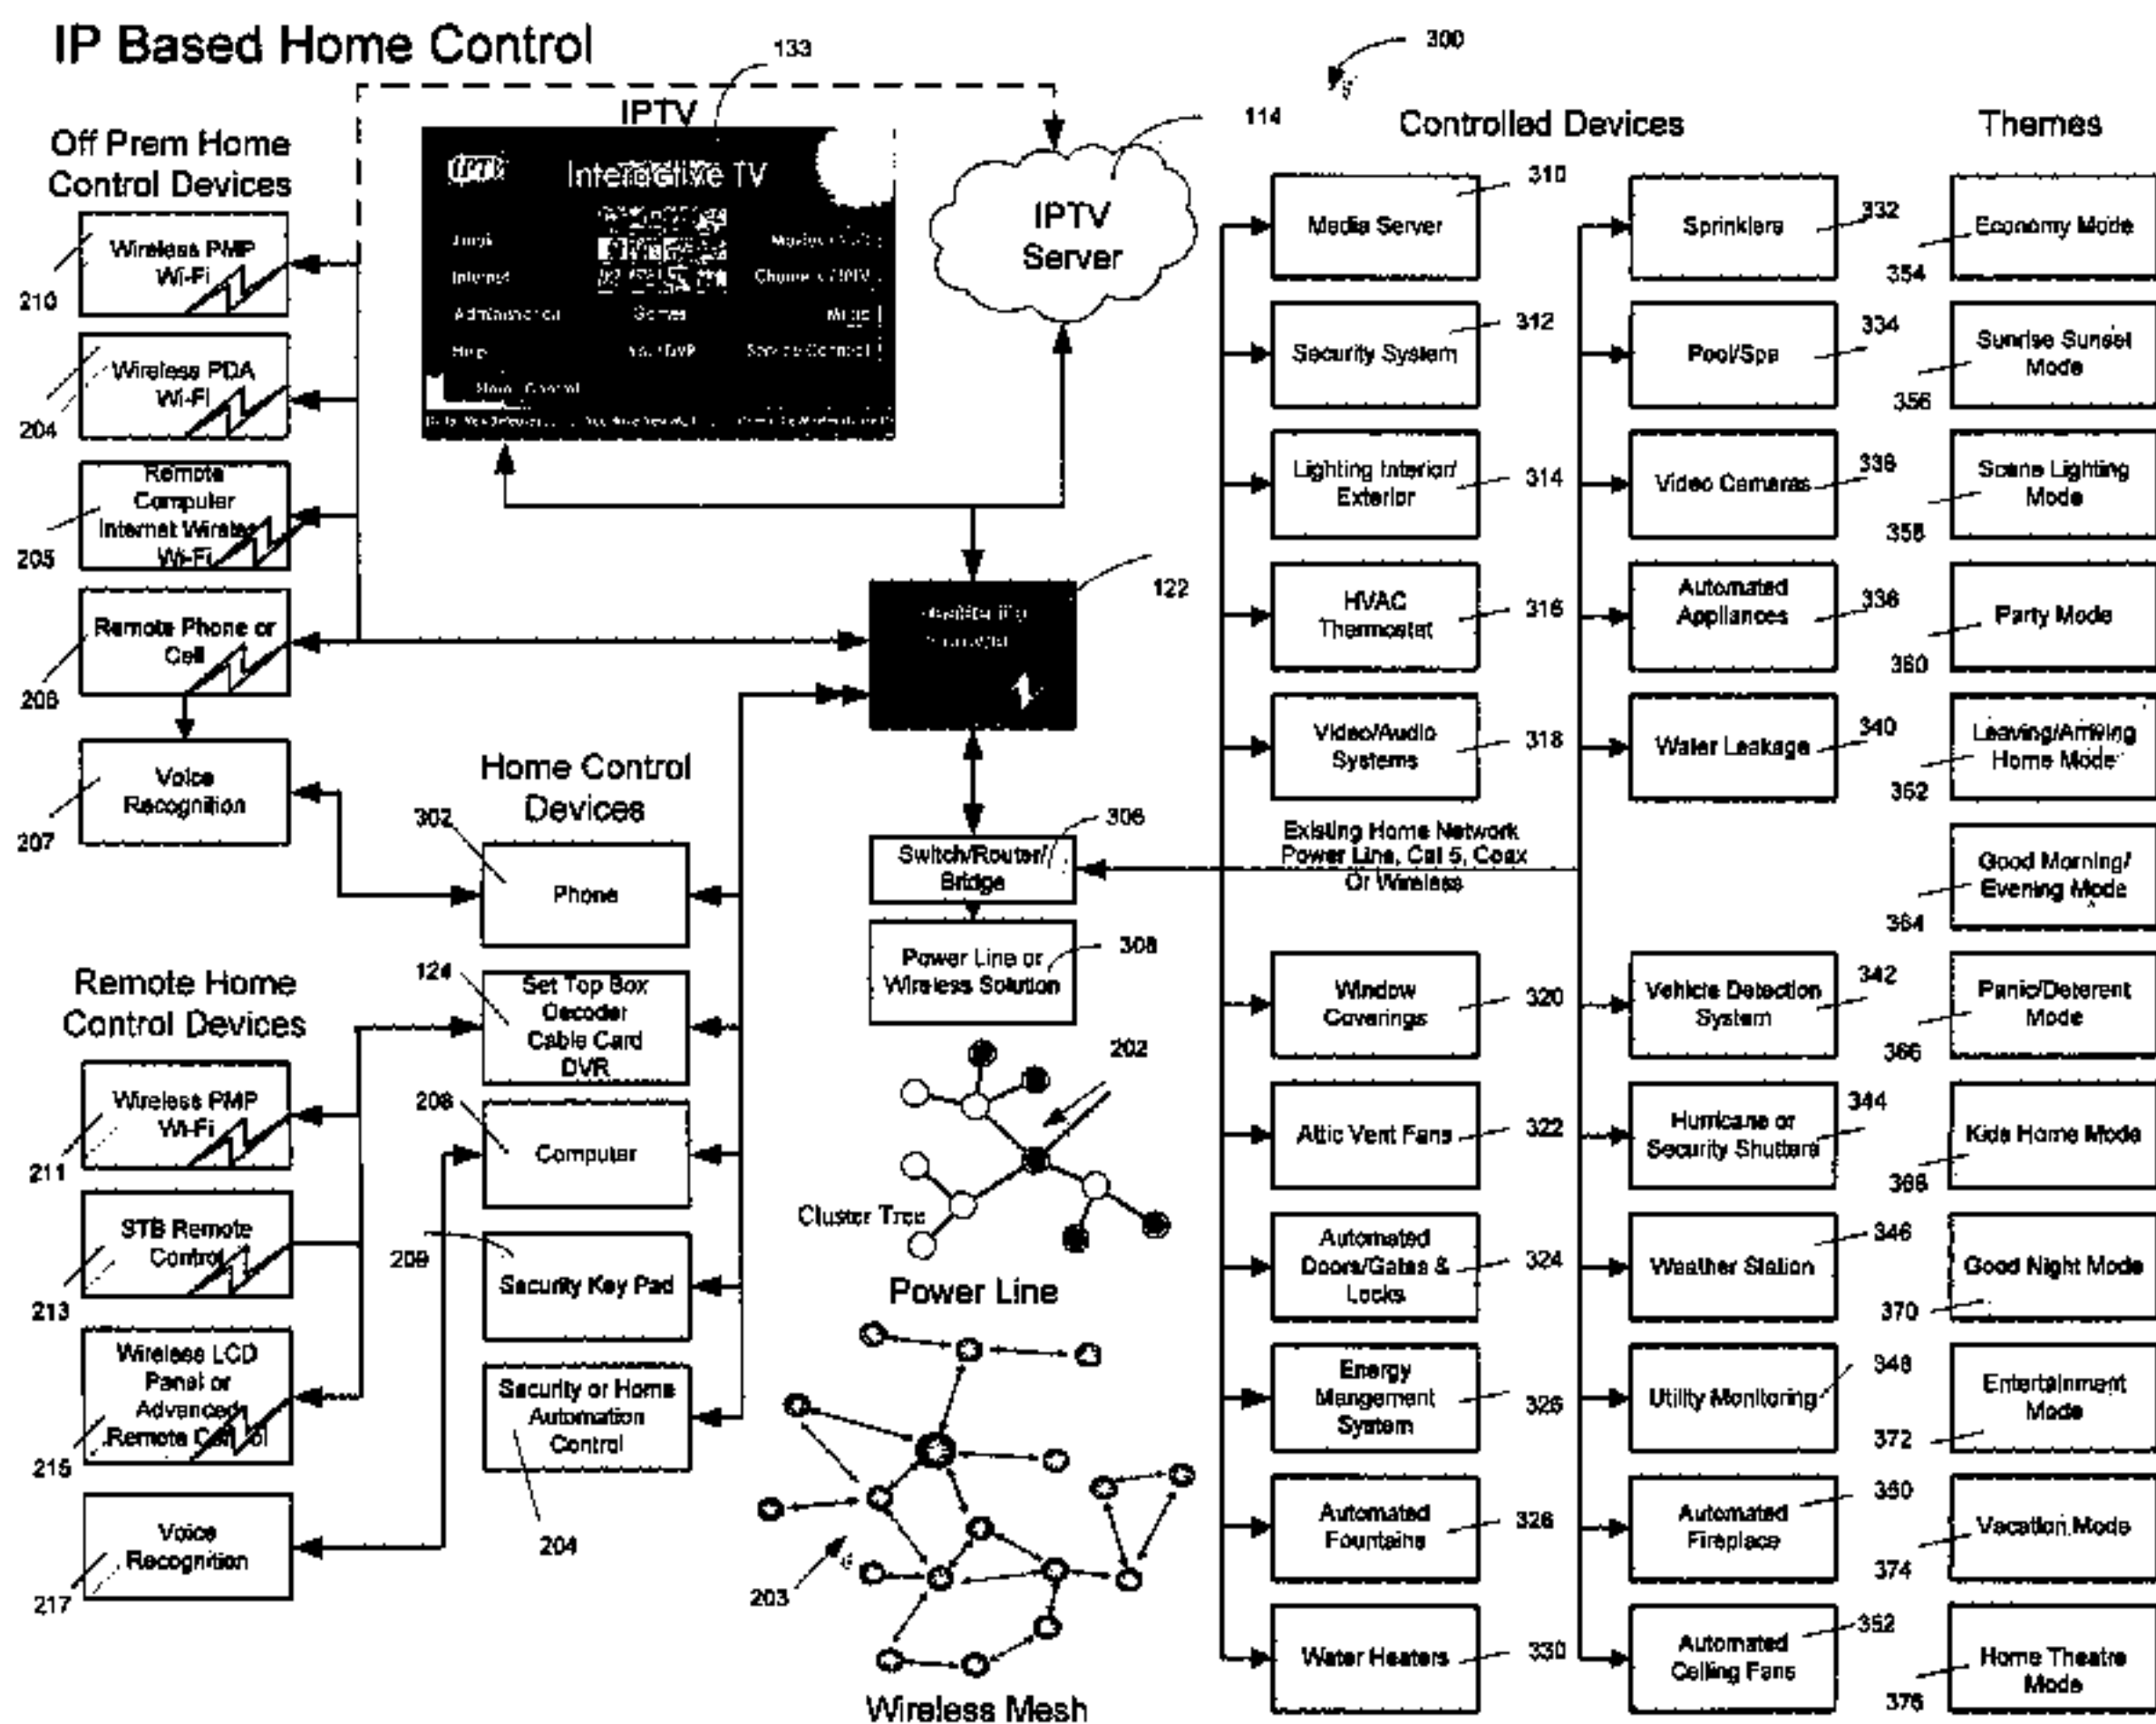 IP Based Home Control
133
300
IPTV
114
Controlled Devices
Themes
Off Prem Home
Control Devices
Interactive TV
IPTV
Server
Internet
Games
Music
Help
Wireless PMP
Wi-Fi
210
Wireless PDA
Wi-Fi
204
Remote
Computer
Internet Wireless
Wi-Fi
205
Remote Phone or
Cell
206
Voice
Recognition
207
122
Home Control
Devices
302
Phone
124
Set Top Box
Decoder
Cable Card
DVR
208
Computer
209
Security Key Pad
Security or Home
Automation
Control
204
Remote Home
Control Devices
Wireless PMP
Wi-Fi
211
STB Remote
Control
213
Wireless LCD
Panel or
Advanced
Remote Control
215
Voice
Recognition
217
306
Switch/Router/
Bridge
308
Power Line or
Wireless Solution
202
Cluster Tree
Power Line
203
Wireless Mesh
Existing Home Network
Power Line, Cat 5, Coax
Or Wireless
Media Server
310
Security System
312
Lighting Interior/
Exterior
314
HVAC
Thermostat
316
Video/Audio
Systems
318
Window
Coverings
320
Attic Vent Fans
322
Automated
Doors/Gates &
Locks
324
Energy
Mangement
System
326
Automated
Fountains
328
Water Heaters
330
Sprinklers
332
Pool/Spa
334
Video Cameras
338
Automated
Appliances
336
Water Leakage
340
Vehicle Detection
System
342
Hurricane or
Security Shutters
344
Weather Station
346
Utility Monitoring
348
Automated
Fireplace
350
Automated
Ceiling Fans
352
Economy Mode
354
Sunrise Sunset
Mode
356
Scene Lighting
Mode
358
Party Mode
360
Leaving/Arriving
Home Mode
362
Good Morning/
Evening Mode
364
Panic/Deterent
Mode
366
Kids Home Mode
368
Good Night Mode
370
Entertainment
Mode
372
Vacation Mode
374
Home Theatre
Mode
376